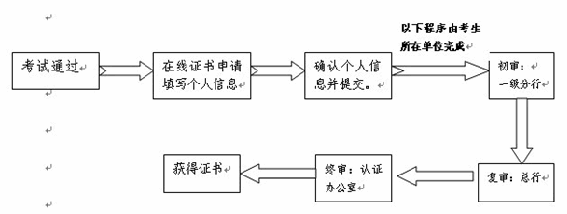 以下程序由考生
所在单位完成
考试通过
在线证书申请
填写个人信息
确认个人信
息并提交。
初审：
一级分行
获得证书
终审：认证
办公室
复审：总行